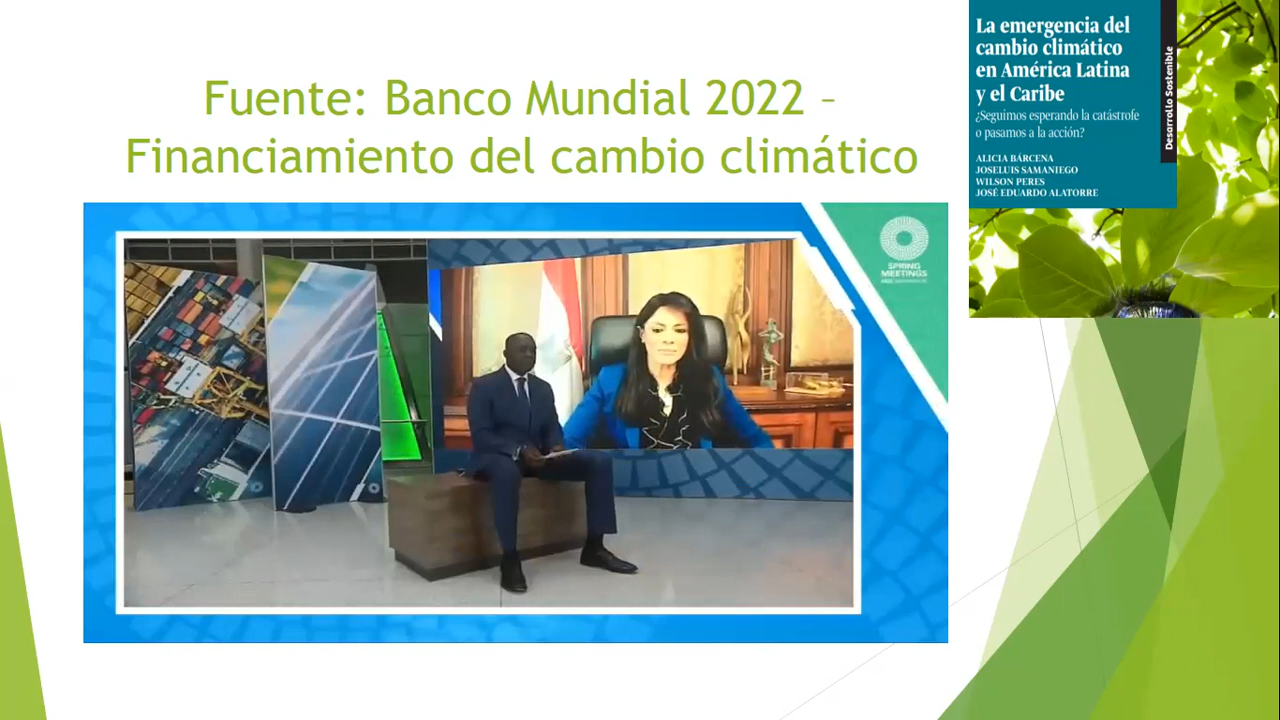 Fuente: Banco Mundial 2022 –
Financiamiento del cambio climático
La emergencia del
cambio climático
en América Latina
y el Caribe
¿Seguimos esperando la catástrofe
o pasamos a la acción?
ALICIA BÁRCENA
JOSELUIS SAMANIEGO
WILSON PERES
JOSÉ EDUARDO ALATORRE
Desarrollo Sostenible
SPRING
MEETINGS